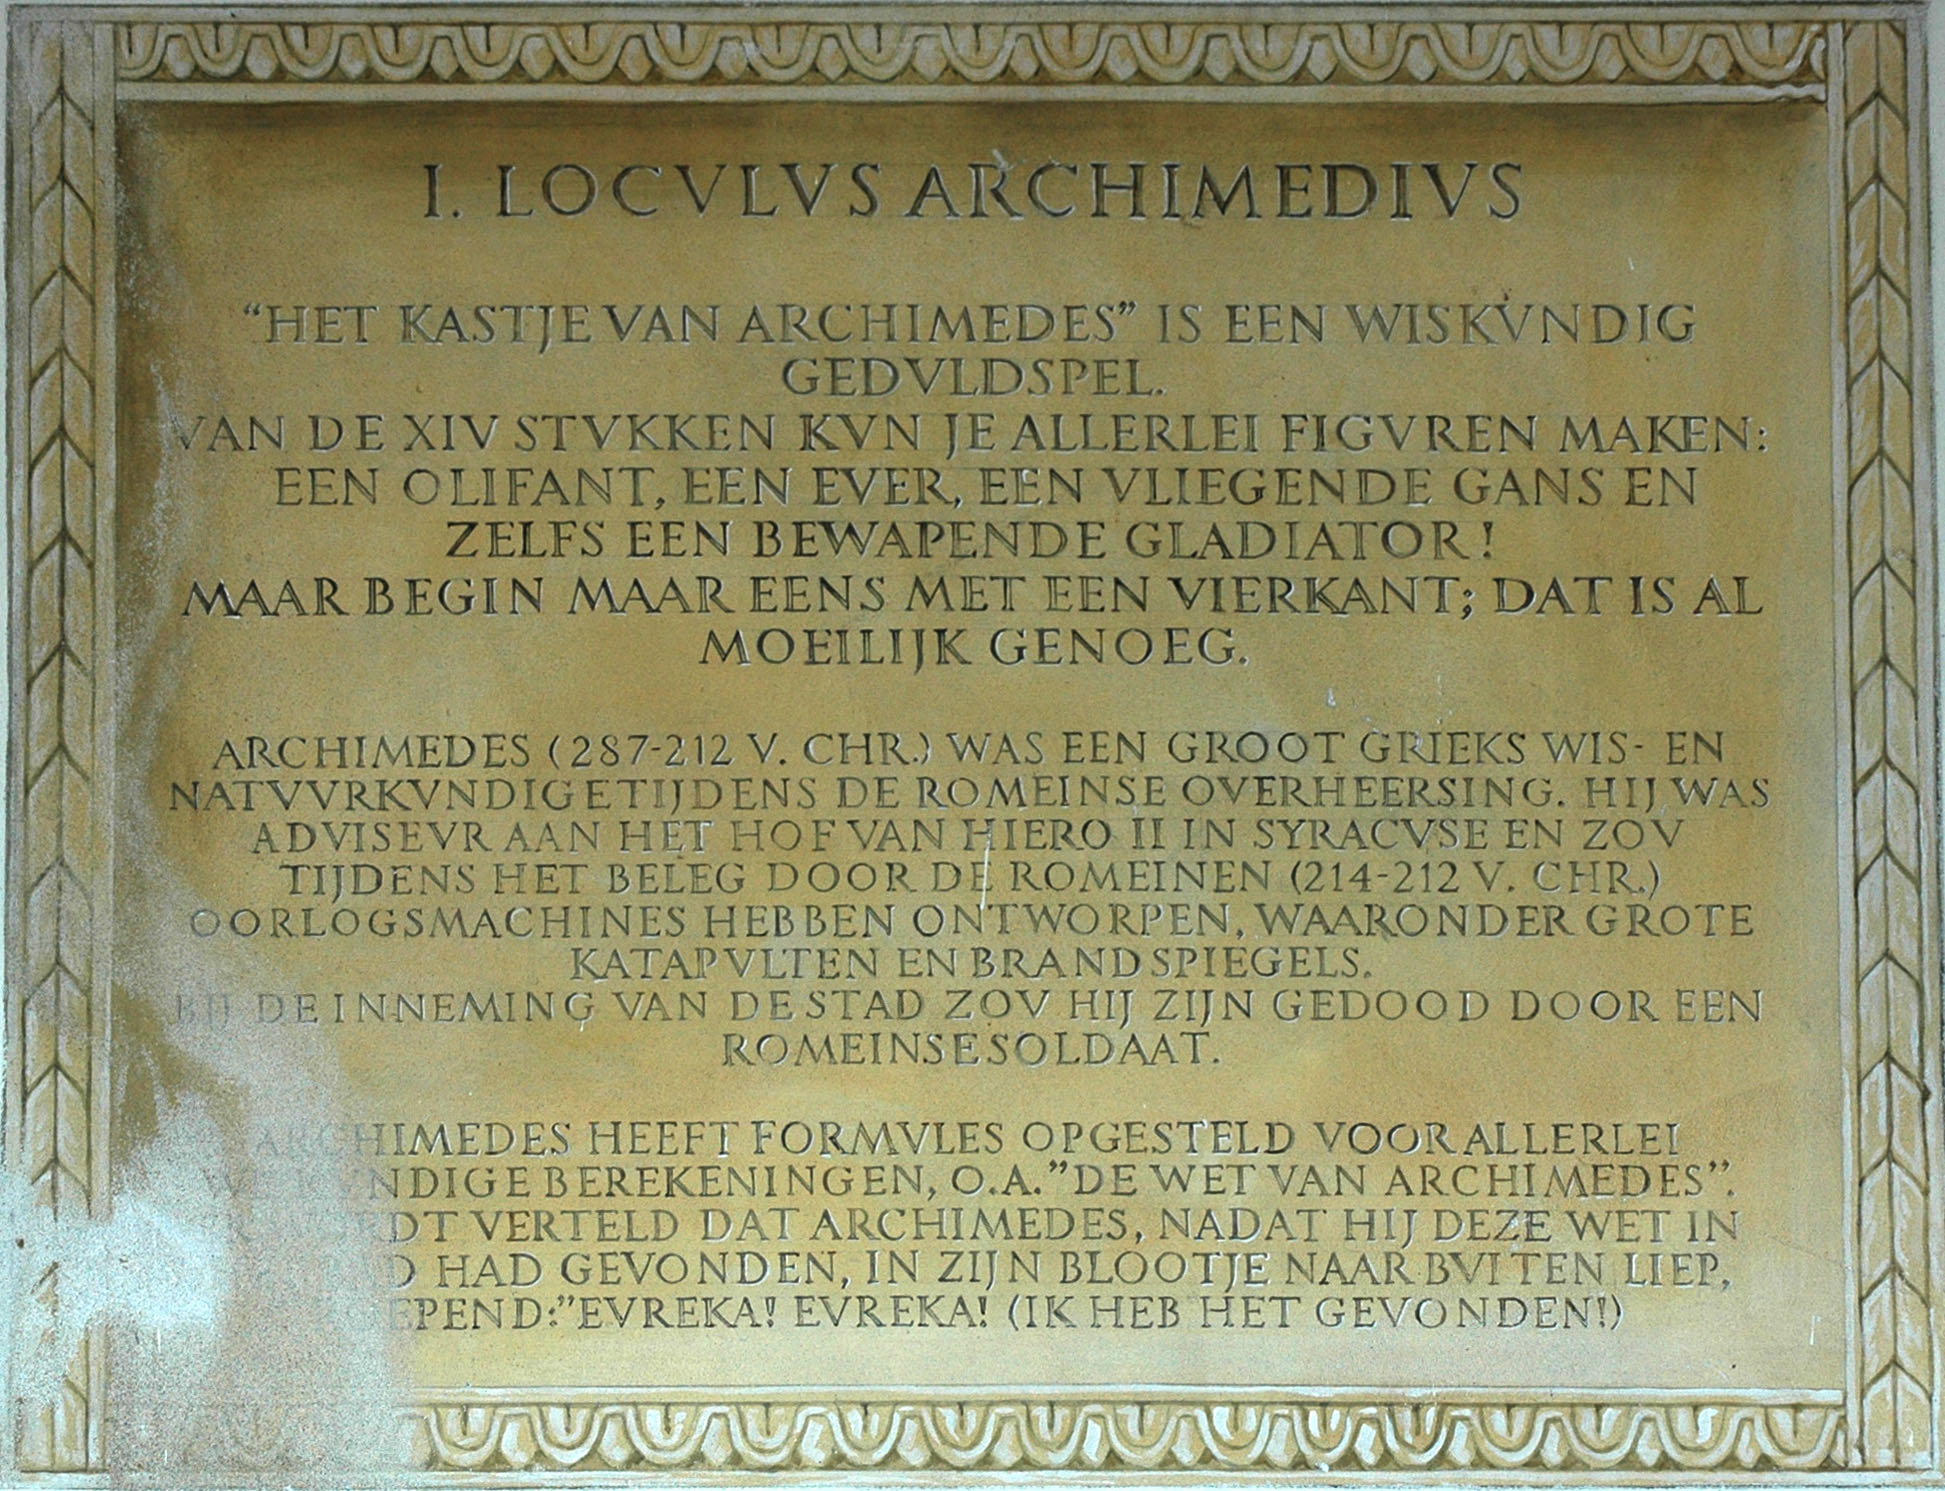 I. LOCVLVS ARCHIMEDIVS
“HET KASTJE VAN ARCHIMEDES” IS EEN WISKVNDIG
GEDVLDSPEL.
VAN DE XIV STVKKEN KVN JE ALLERLEI FIGVREN MAKEN:
EEN OLIFANT, EEN EVER, EEN VLIEGENDE GANS EN
ZELFS EEN BEWAPENDE GLADIATOR!
MAAR BEGIN MAAR EENS MET EEN VIERKANT; DAT IS AL
MOEILIJK GENOEG.
ARCHIMEDES (287-212 V. CHR.) WAS EEN GROOT GRIEKS WIS- EN
NATVVRKVNDIGE TIJDENS DE ROMEINSE OVERHEERSING. HIJ WAS
ADVISEVR AAN HET HOF VAN HIERO II IN SYRACVSE EN ZOV
TIJDENS HET BELEG DOOR DE ROMEINEN (214-212 V. CHR.)
OORLOGSMACHINES HEBBEN ONTWORPEN, WAARONDER GROTE
KATAPVLTEN EN BRANDSPIEGELS.
BIJ DE INNEMING VAN DE STAD ZOV HIJ ZIJN GEDOOD DOOR EEN
ROMEINSE SOLDAAT.
ARCHIMEDES HEEFT FORMVLES OPGESTELD VOOR ALLERLEI
BEREKENINGEN, O.A. ”DE WET VAN ARCHIMEDES”.
VERTELD DAT ARCHIMEDES, NADAT HIJ DEZE WET IN
HAD GEVONDEN, IN ZIJN BLOOTJE NAAR BVITEN LIEP,
”EVREKA! EVREKA! (IK HEB HET GEVONDEN!)